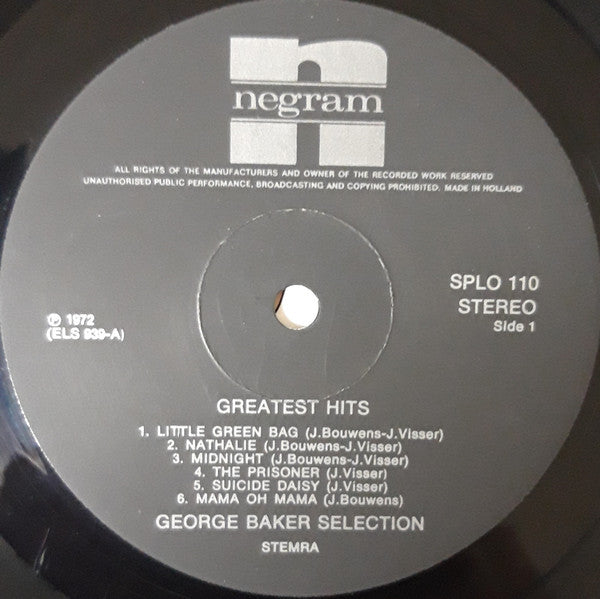 negram
ALL RIGHTS OF THE MANUFACTURERS AND OWNER OF THE RECORDED WORK RESERVED
UNAUTHORISED PUBLIC PERFORMANCE, BROADCASTING AND COPYING PROHIBITED. MADE IN HOLLAND
SPLO 110
STEREO
Side 1
℗ 1972
(ELS 939-A)
GREATEST HITS
1. LITTLE GREEN BAG (J.Bouwens-J.Visser)
2. NATHALIE (J.Bouwens-J.Visser)
3. MIDNIGHT (J.Bouwens-J.Visser)
4. THE PRISONER (J.Visser)
5. SUICIDE DAISY (J.Visser)
6. MAMA OH MAMA (J.Bouwens)
GEORGE BAKER SELECTION
STEMRA